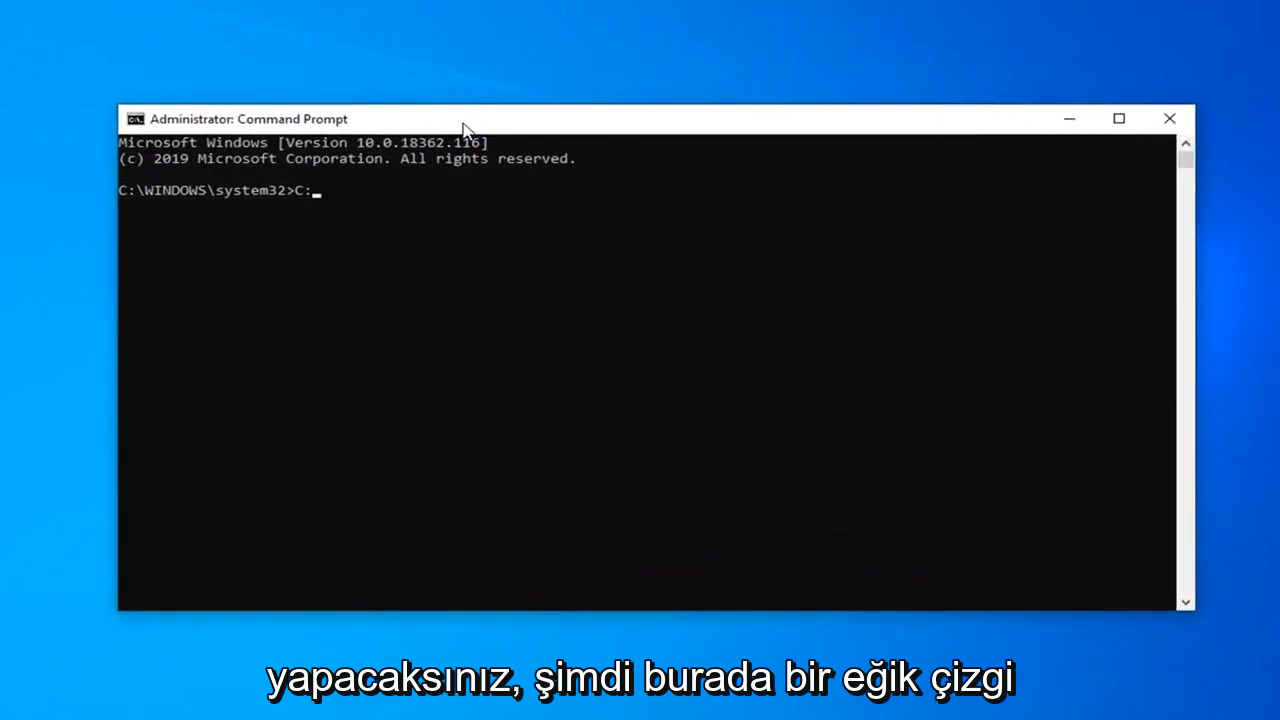 Administrator: Command Prompt
Microsoft Windows [Version 10.0.18362.116]
(c) 2019 Microsoft Corporation. All rights reserved.
C:\WINDOWS\system32>C:
yapacaksınız, şimdi burada bir eğik çizgi